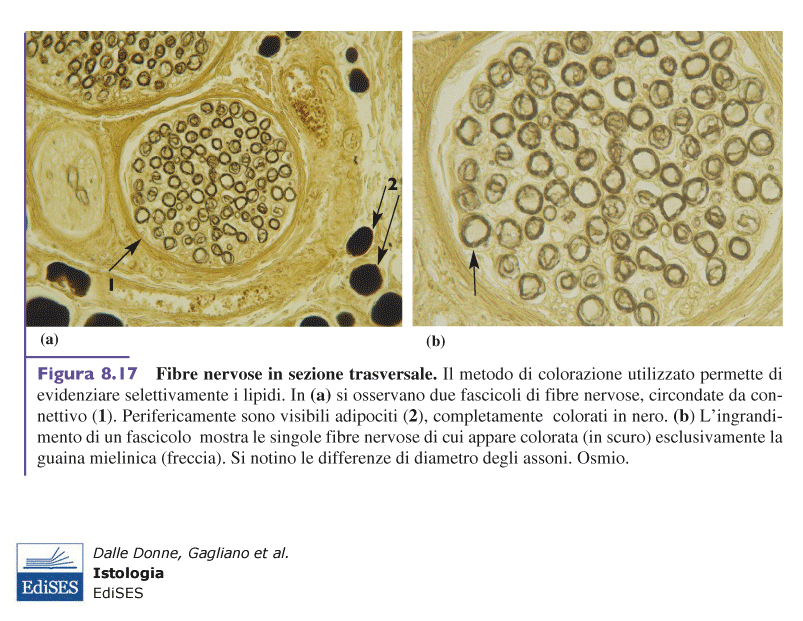 2
1
(a)
(b)
Figura 8.17 Fibre nervose in sezione trasversale. Il metodo di colorazione utilizzato permette di
evidenziare selettivamente i lipidi. In (a) si osservano due fascicoli di fibre nervose, circondate da con-
nettivo (1). Perifericamente sono visibili adipociti (2), completamente colorati in nero. (b) L'ingrandi-
mento di un fascicolo mostra le singole fibre nervose di cui appare colorata (in scuro) esclusivamente la
guaina mielinica (freccia). Si notino le differenze di diametro degli assoni. Osmio.
EdiSES
Dalle Donne, Gagliano et al.
Istologia
EdiSES